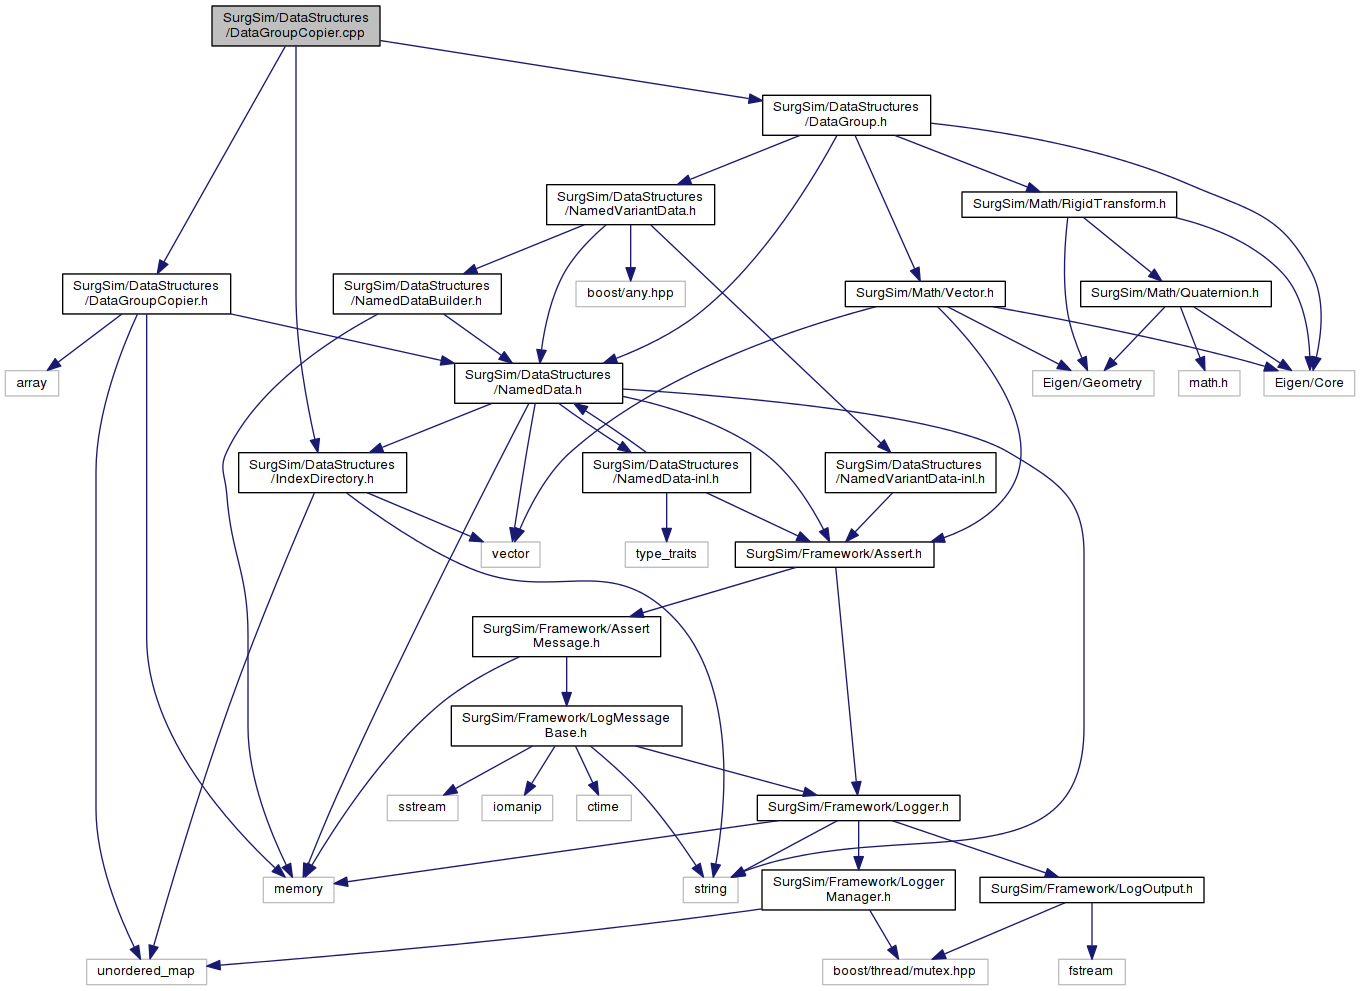 SurgSim/DataStructures
/DataGroupCopier.cpp
SurgSim/DataStructures
/DataGroup.h
SurgSim/DataStructures
/NamedVariantData.h
SurgSim/Math/RigidTransform.h
SurgSim/DataStructures
/DataGroupCopier.h
SurgSim/DataStructures
/NamedDataBuilder.h
boost/any.hpp
SurgSim/Math/Vector.h
SurgSim/Math/Quaternion.h
array
SurgSim/DataStructures
/NamedData.h
Eigen/Geometry
math.h
Eigen/Core
SurgSim/DataStructures
/IndexDirectory.h
SurgSim/DataStructures
/NamedData-inl.h
SurgSim/DataStructures
/NamedVariantData-inl.h
vector
type_traits
SurgSim/Framework/Assert.h
SurgSim/Framework/Assert
Message.h
SurgSim/Framework/LogMessage
Base.h
sstream
iomanip
ctime
SurgSim/Framework/Logger.h
memory
string
SurgSim/Framework/Logger
Manager.h
SurgSim/Framework/LogOutput.h
unordered_map
boost/thread/mutex.hpp
fstream